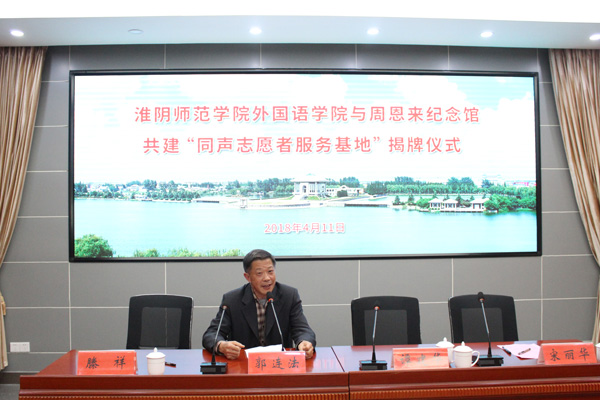 淮阴师范学院外国语学院与周恩来纪念馆
共建“同声志愿者服务基地”揭牌仪式
2018年4月11日
滕 祥
郭连法
宋丽华